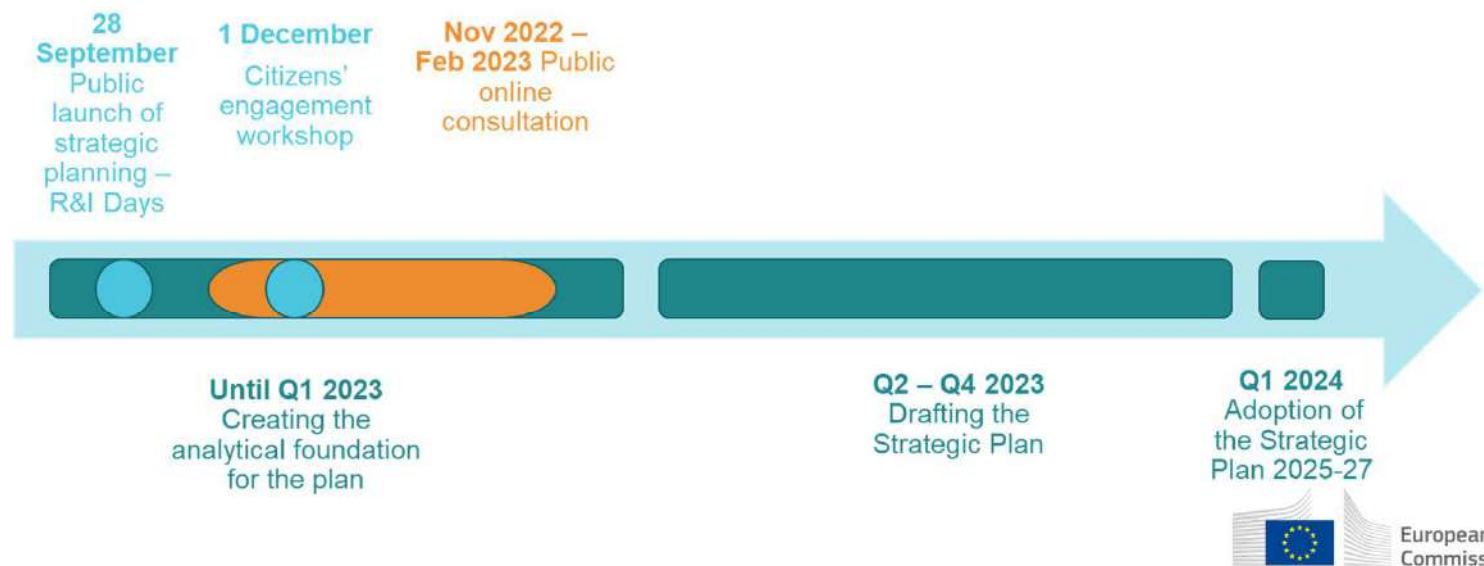 28
September
Public
launch of
strategic
planning –
R&I Days
1 December
Citizens’
engagement
workshop
Nov 2022 –
Feb 2023 Public
online
consultation
Until Q1 2023
Creating the
analytical foundation
for the plan
Q2 – Q4 2023
Drafting the
Strategic Plan
Q1 2024
Adoption of
the Strategic
Plan 2025-27
European
Commiss